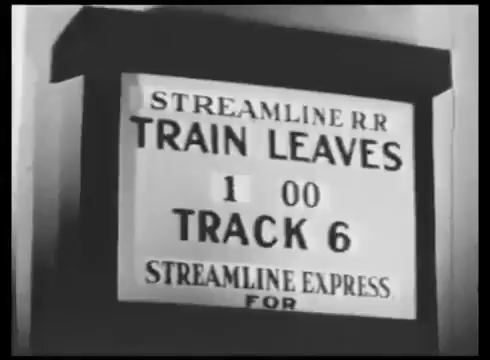 STREAMLINE R.R
TRAIN LEAVES
1 00
TRACK 6
STREAMLINE EXPRESS
FOR